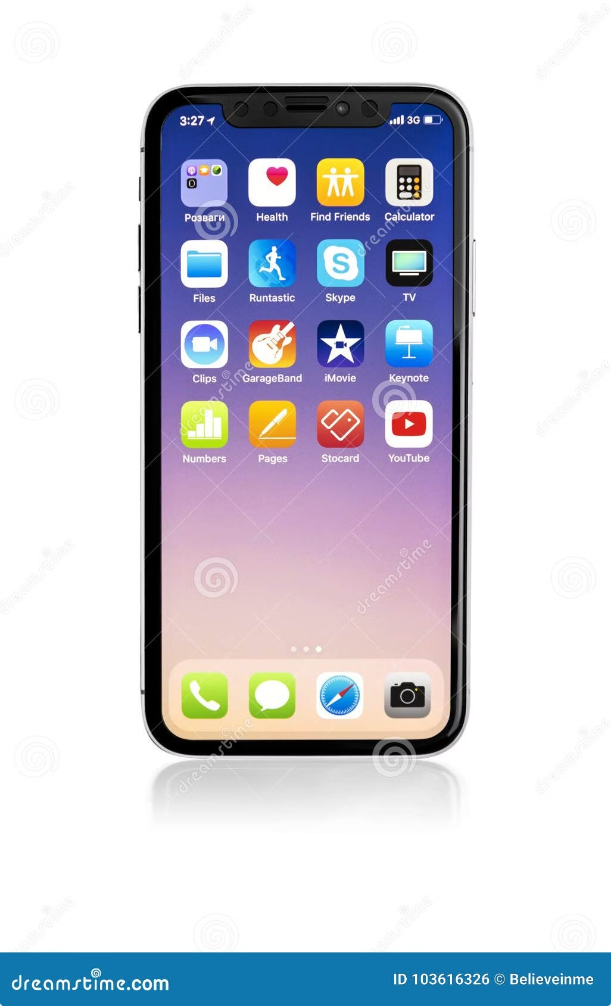 3:27
3G
Розваги Health Find Friends Calculator
Files Runtastic Skype TV
Clips GarageBand iMovie Keynote
Numbers Pages Stocard YouTube
dreamstime
dreamstime.com
ID 103616326 © Believeinme